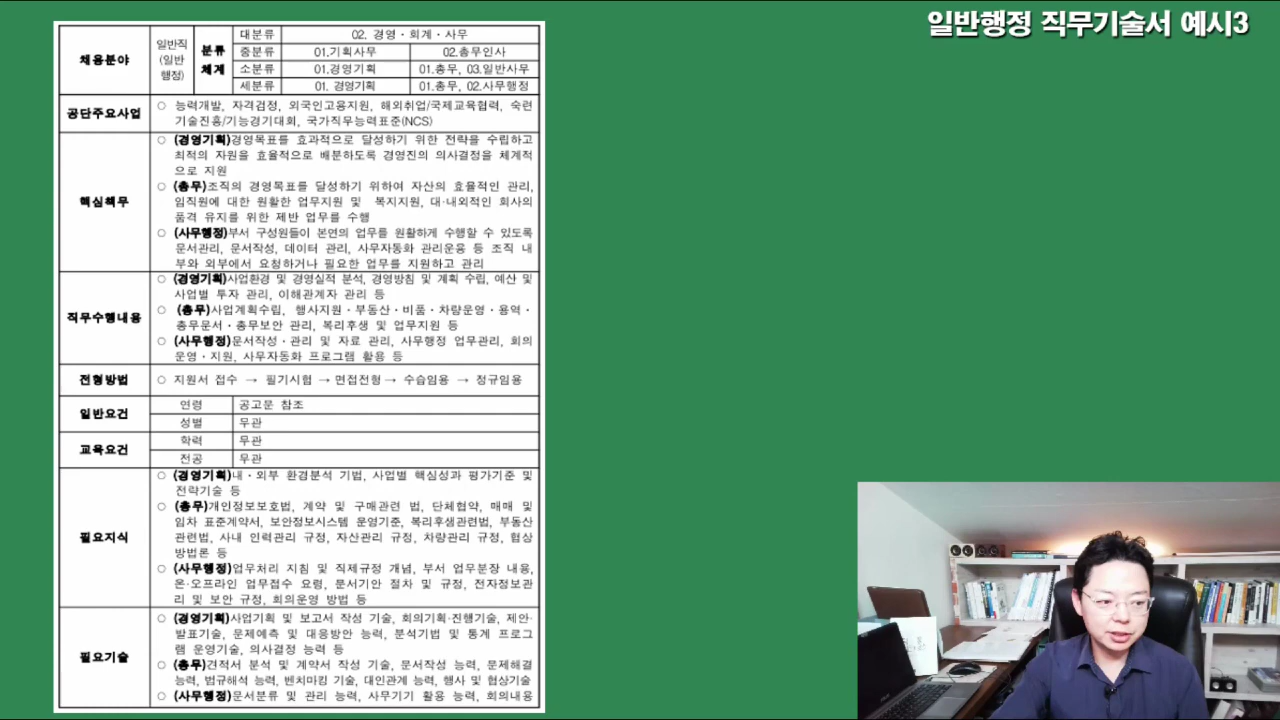 일반행정 직무기술서 예시3
채용분야
일반직
(일반
행정)
분류
체계
대분류 02. 경영·회계·사무
중분류 01.기획사무 02.총무인사
소분류 01.경영기획 01.총무, 03.일반사무
세분류 01. 경영기획 01.총무, 02.사무행정
공단주요사업
○ 능력개발, 자격검정, 외국인고용지원, 해외취업/국제교육협력, 숙련
기술진흥/기능경기대회, 국가직무능력표준(NCS)
핵심책무
○ (경영기획)경영목표를 효과적으로 달성하기 위한 전략을 수립하고
최적의 자원을 효율적으로 배분하도록 경영진의 의사결정을 체계적
으로 지원
○ (총무)조직의 경영목표를 달성하기 위하여 자산의 효율적인 관리,
임직원에 대한 원활한 업무지원 및 복지지원, 대·내외적인 회사의
품격 유지를 위한 제반 업무를 수행
○ (사무행정)부서 구성원들이 본연의 업무를 원활하게 수행할 수 있도록
문서관리, 문서작성, 데이터 관리, 사무자동화 관리운용 등 조직 내
부와 외부에서 요청하거나 필요한 업무를 지원하고 관리
직무수행내용
○ (경영기획)사업환경 및 경영실적 분석, 경영방침 및 계획 수립, 예산 및
사업별 투자 관리, 이해관계자 관리 등
○ (총무)사업계획수립, 행사지원·부동산·비품·차량운영·용역·
총무문서·총무보안 관리, 복리후생 및 업무지원 등
○ (사무행정)문서작성·관리 및 자료 관리, 사무행정 업무관리, 회의
운영·지원, 사무자동화 프로그램 활용 등
전형방법
○ 지원서 접수 → 필기시험 → 면접전형 → 수습임용 → 정규임용
일반요건
연령 공고문 참조
성별 무관
교육요건
학력 무관
전공 무관
필요지식
○ (경영기획)내·외부 환경분석 기법, 사업별 핵심성과 평가기준 및
전략기술 등
○ (총무)개인정보보호법, 계약 및 구매관련 법, 단체협약, 매매 및
임차 표준계약서, 보안정보시스템 운영기준, 복리후생관련법, 부동산
관련법, 사내 인력관리 규정, 자산관리 규정, 차량관리 규정, 협상
방법론 등
○ (사무행정)업무처리 지침 및 직제규정 개념, 부서 업무분장 내용,
온·오프라인 업무접수 요령, 문서기안 절차 및 규정, 전자정보관
리 및 보안 규정, 회의운영 방법 등
필요기술
○ (경영기획)사업기획 및 보고서 작성 기술, 회의기획·진행기술, 제안·
발표기술, 문제예측 및 대응방안 능력, 분석기법 및 통계 프로그
램 운영기술, 의사결정 능력 등
○ (총무)견적서 분석 및 계약서 작성 기술, 문서작성 능력, 문제해결
능력, 법규해석 능력, 벤치마킹 기술, 대인관계 능력, 행사 및 협상기술
○ (사무행정)문서분류 및 관리 능력, 사무기기 활용 능력, 회의내용